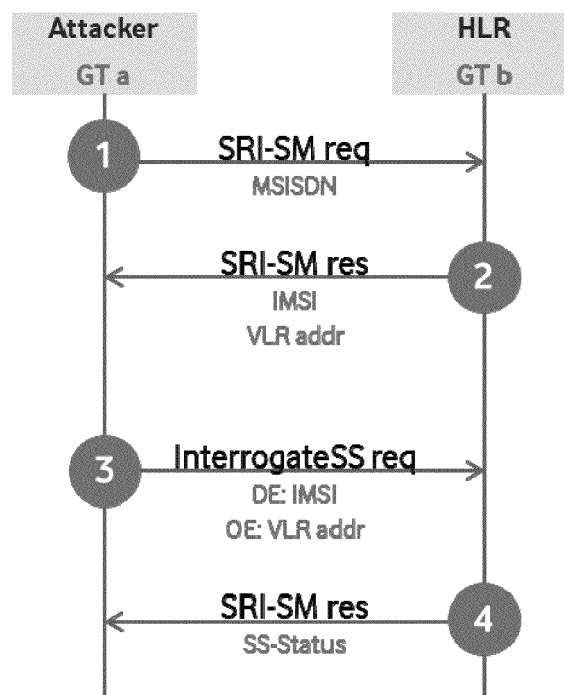 Attacker
HLR
GT a
GT b
1
SRI-SM req
MSISDN
SRI-SM res
2
IMSI
VLR addr
3
InterrogateSS req
DE: IMSI
OE: VLR addr
SRI-SM res
4
SS-Status